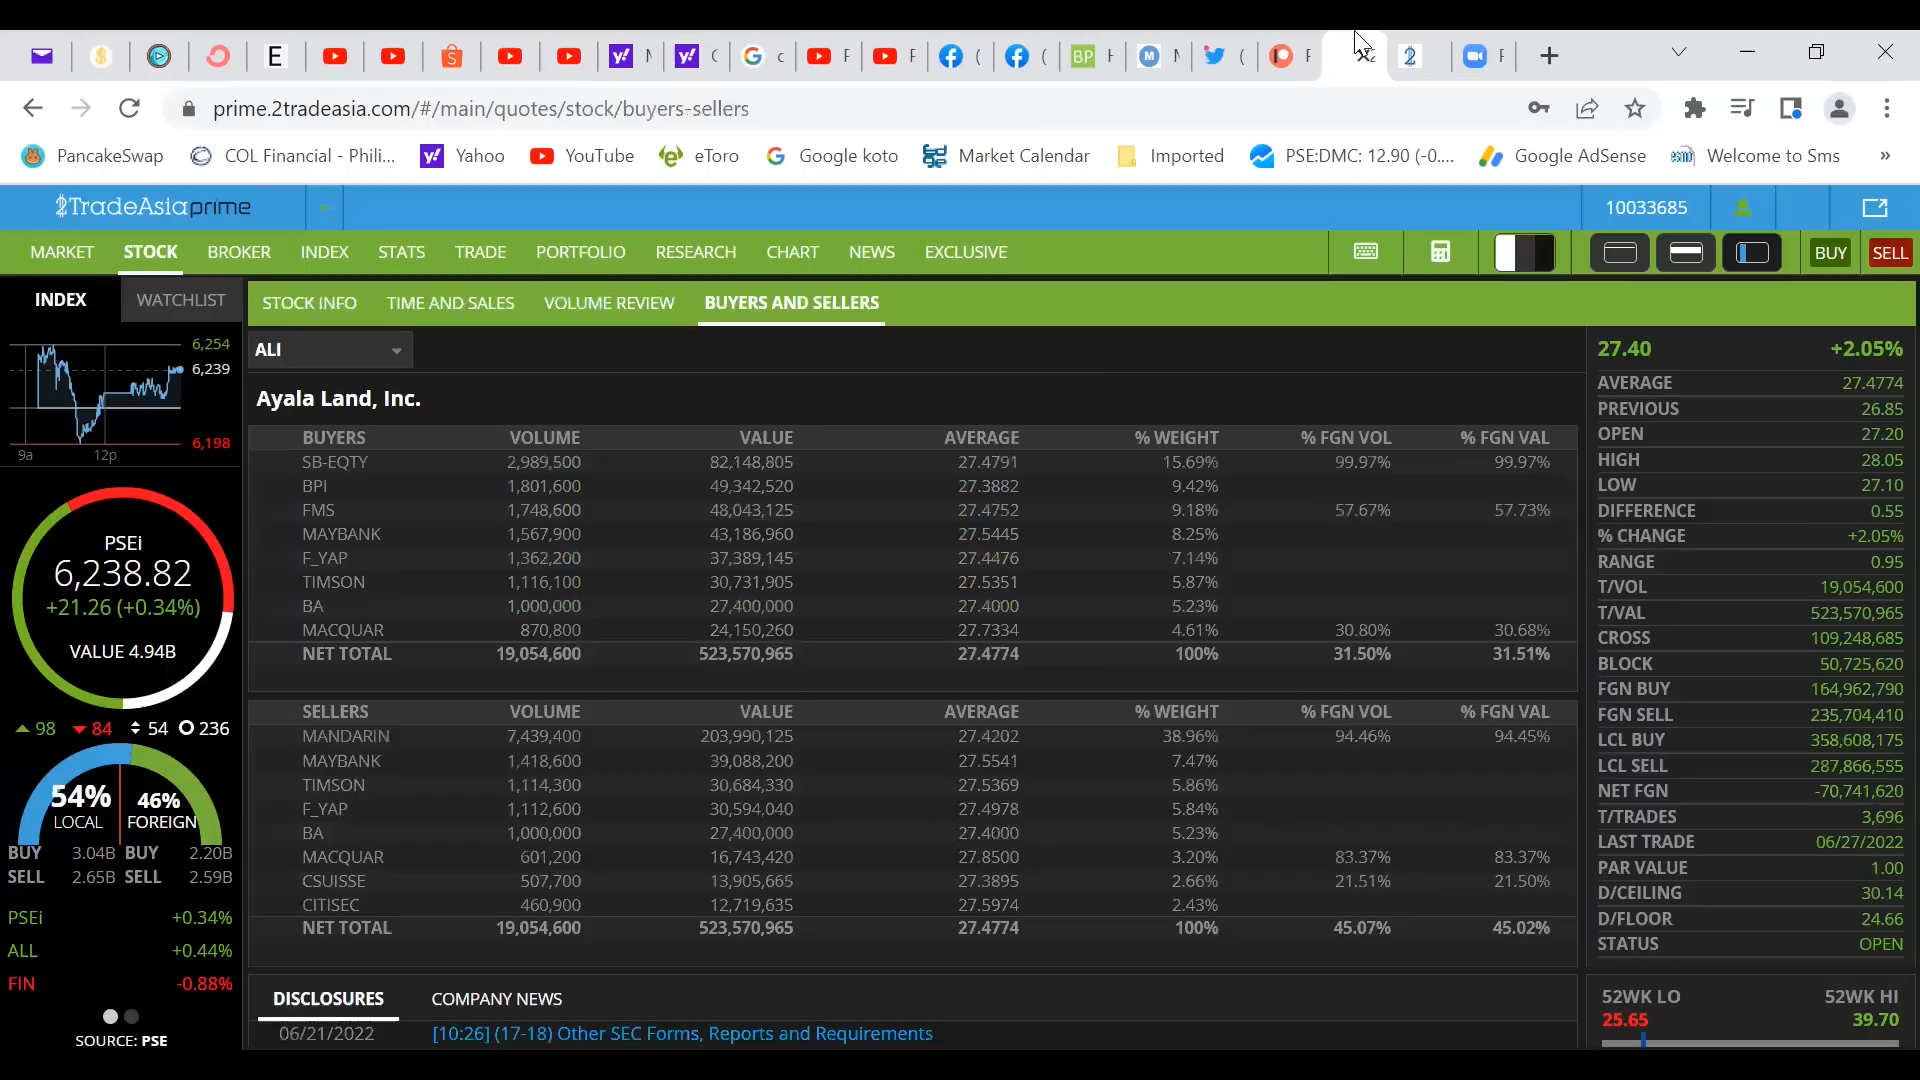 prime.2tradeasia.com/#/main/quotes/stock/buyers-sellers
PancakeSwap COL Financial - Phili... Yahoo YouTube eToro Google koto Market Calendar Imported PSE:DMC: 12.90 (-0.... Google AdSense Welcome to Sms »
2TradeAsiaprime 10033685
MARKET STOCK BROKER INDEX STATS TRADE PORTFOLIO RESEARCH CHART NEWS EXCLUSIVE BUY SELL
INDEX WATCHLIST
6,254
6,239
6,198
9a 12p
PSEi
6,238.82
+21.26 (+0.34%)
VALUE 4.94B
98 84 54 236
54% LOCAL 46% FOREIGN
BUY 3.04B BUY 2.20B
SELL 2.65B SELL 2.59B
PSEi +0.34%
ALL +0.44%
FIN -0.88%
SOURCE: PSE
STOCK INFO TIME AND SALES VOLUME REVIEW BUYERS AND SELLERS
ALI
Ayala Land, Inc.
BUYERS VOLUME VALUE AVERAGE % WEIGHT % FGN VOL % FGN VAL
SB-EQTY 2,989,500 82,148,805 27.4791 15.69% 99.97% 99.97%
BPI 1,801,600 49,342,520 27.3882 9.42%
FMS 1,748,600 48,043,125 27.4752 9.18% 57.67% 57.73%
MAYBANK 1,567,900 43,186,960 27.5445 8.25%
F_YAP 1,362,200 37,389,145 27.4476 7.14%
TIMSON 1,116,100 30,731,905 27.5351 5.87%
BA 1,000,000 27,400,000 27.4000 5.23%
MACQUAR 870,800 24,150,260 27.7334 4.61% 30.80% 30.68%
NET TOTAL 19,054,600 523,570,965 27.4774 100% 31.50% 31.51%
SELLERS VOLUME VALUE AVERAGE % WEIGHT % FGN VOL % FGN VAL
MANDARIN 7,439,400 203,990,125 27.4202 38.96% 94.46% 94.45%
MAYBANK 1,418,600 39,088,200 27.5541 7.47%
TIMSON 1,114,300 30,684,330 27.5369 5.86%
F_YAP 1,112,600 30,594,040 27.4978 5.84%
BA 1,000,000 27,400,000 27.4000 5.23%
MACQUAR 601,200 16,743,420 27.8500 3.20% 83.37% 83.37%
CSUISSE 507,700 13,905,665 27.3895 2.66% 21.51% 21.50%
CITISEC 460,900 12,719,635 27.5974 2.43%
NET TOTAL 19,054,600 523,570,965 27.4774 100% 45.07% 45.02%
DISCLOSURES COMPANY NEWS
06/21/2022 [10:26] (17-18) Other SEC Forms, Reports and Requirements
27.40 +2.05%
AVERAGE 27.4774
PREVIOUS 26.85
OPEN 27.20
HIGH 28.05
LOW 27.10
DIFFERENCE 0.55
% CHANGE +2.05%
RANGE 0.95
T/VOL 19,054,600
T/VAL 523,570,965
CROSS 109,248,685
BLOCK 50,725,620
FGN BUY 164,962,790
FGN SELL 235,704,410
LCL BUY 358,608,175
LCL SELL 287,866,555
NET FGN -70,741,620
T/TRADES 3,696
LAST TRADE 06/27/2022
PAR VALUE 1.00
D/CEILING 30.14
D/FLOOR 24.66
STATUS OPEN
52WK LO 52WK HI
25.65 39.70